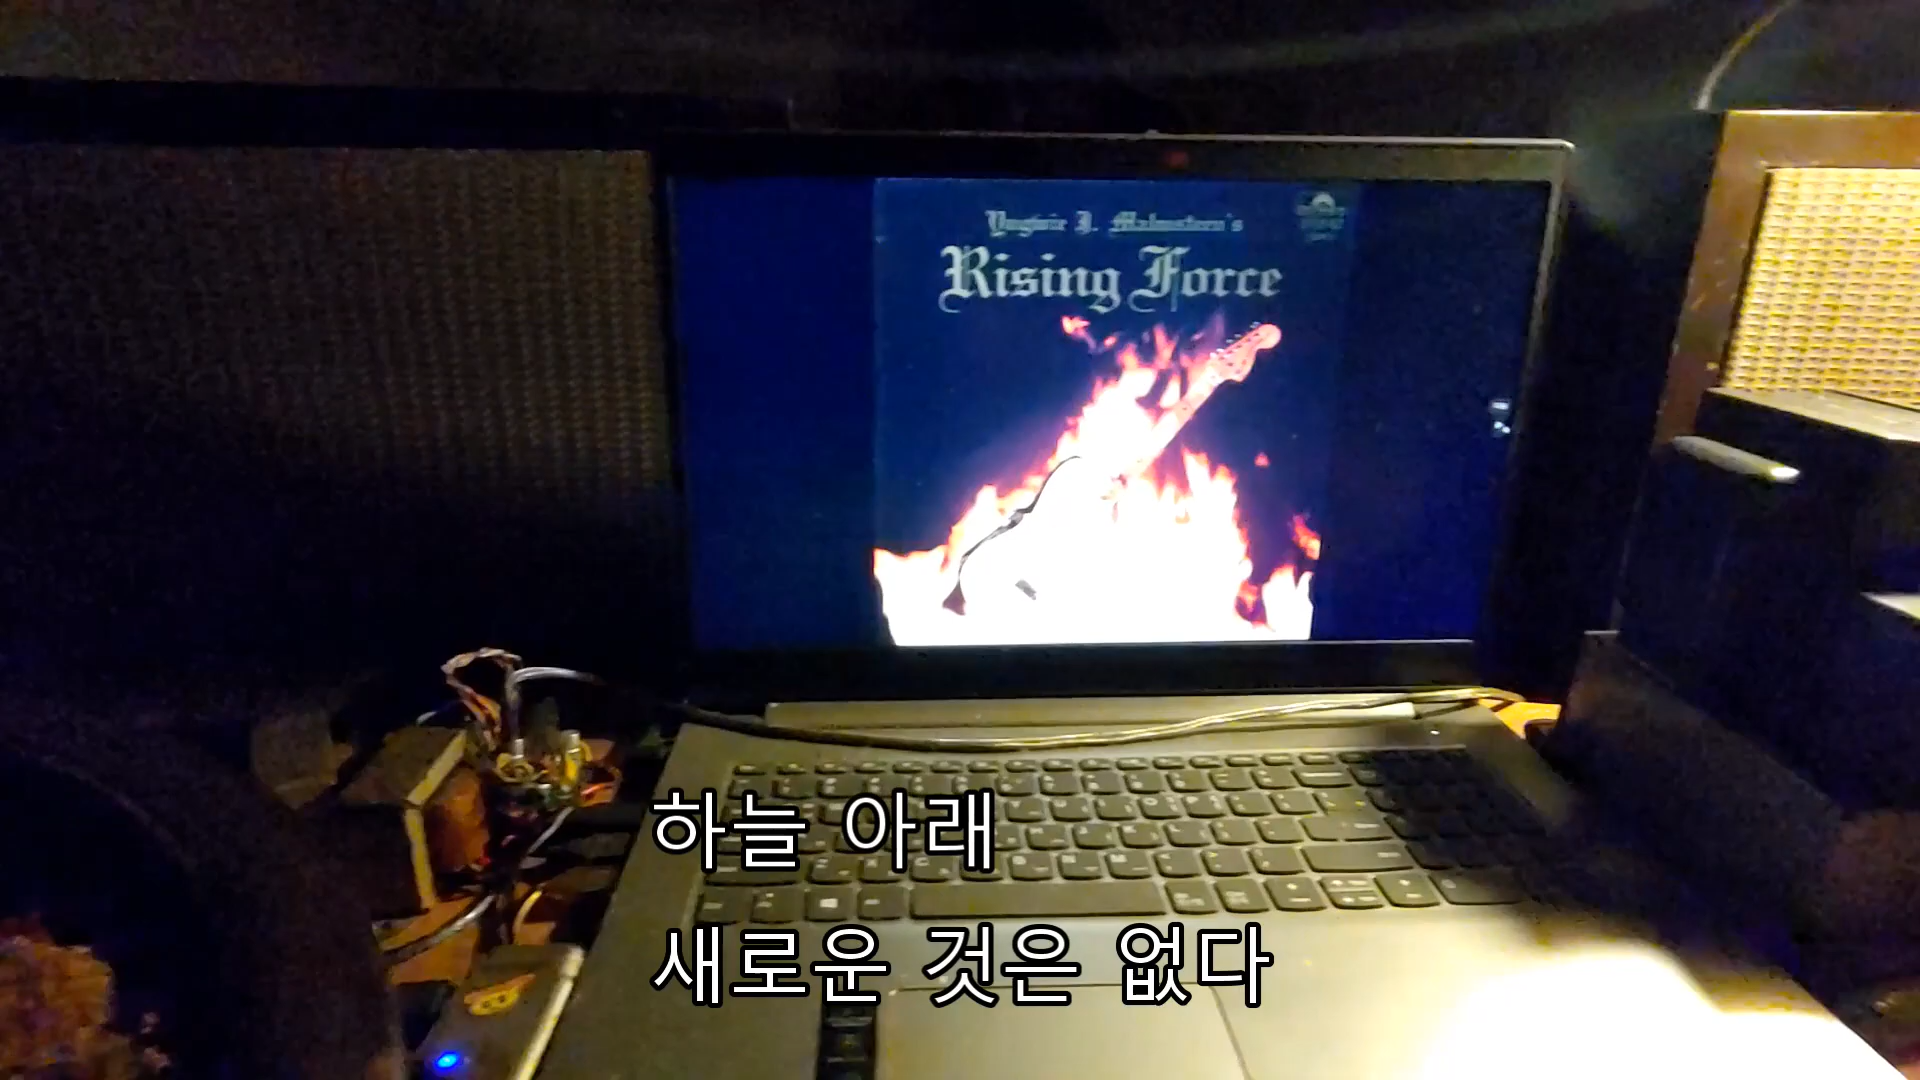 Yngwie J. Malmsteen's
Rising Force
하늘 아래
새로운 것은 없다